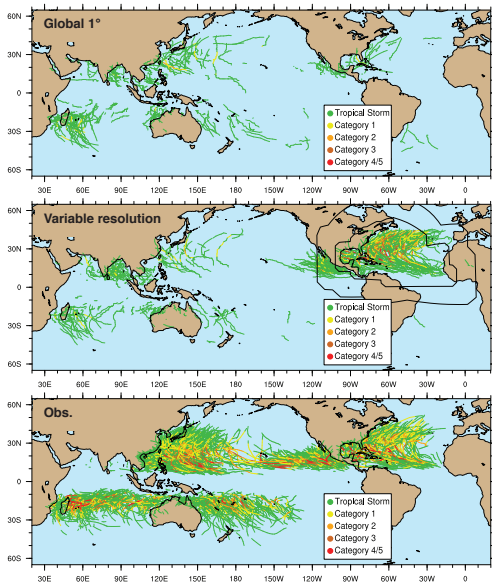 60N
Global 1°
30N
0
30S
60S
Tropical Storm
Category 1
Category 2
Category 3
Category 4/5
30E 60E 90E 120E 150E 180 150W 120W 90W 60W 30W 0
60N
Variable resolution
30N
0
30S
60S
Tropical Storm
Category 1
Category 2
Category 3
Category 4/5
30E 60E 90E 120E 150E 180 150W 120W 90W 60W 30W 0
60N
Obs.
30N
0
30S
60S
Tropical Storm
Category 1
Category 2
Category 3
Category 4/5
30E 60E 90E 120E 150E 180 150W 120W 90W 60W 30W 0